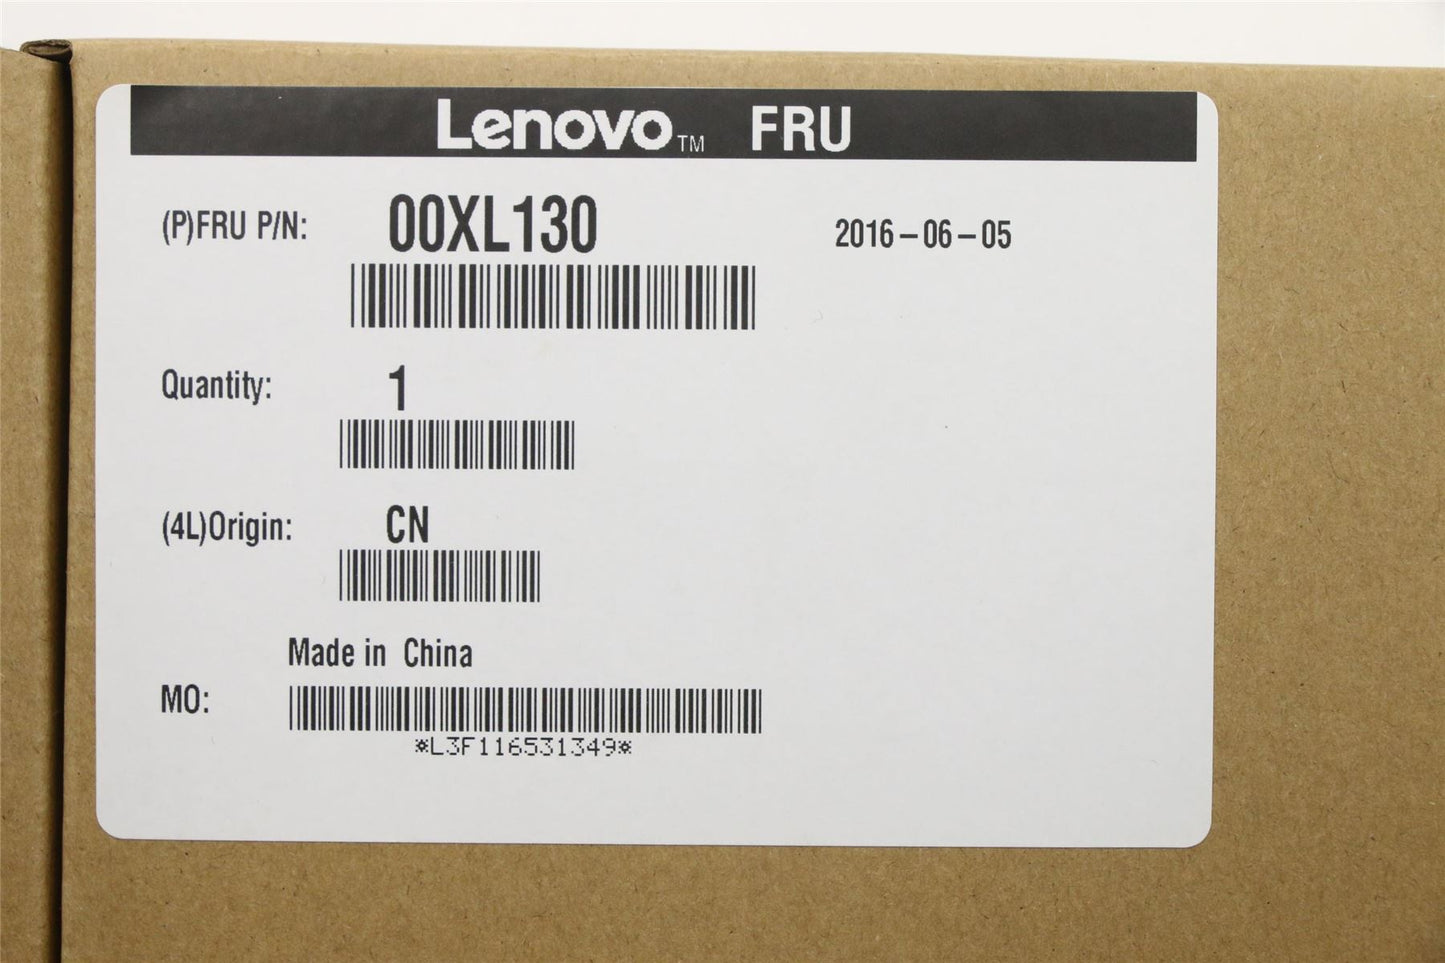 Lenovo™ FRU
(P)FRU P/N: 00XL130 2016-06-05
Quantity: 1
(4L)Origin: CN
Made in China
MO:
*L3F116531349*